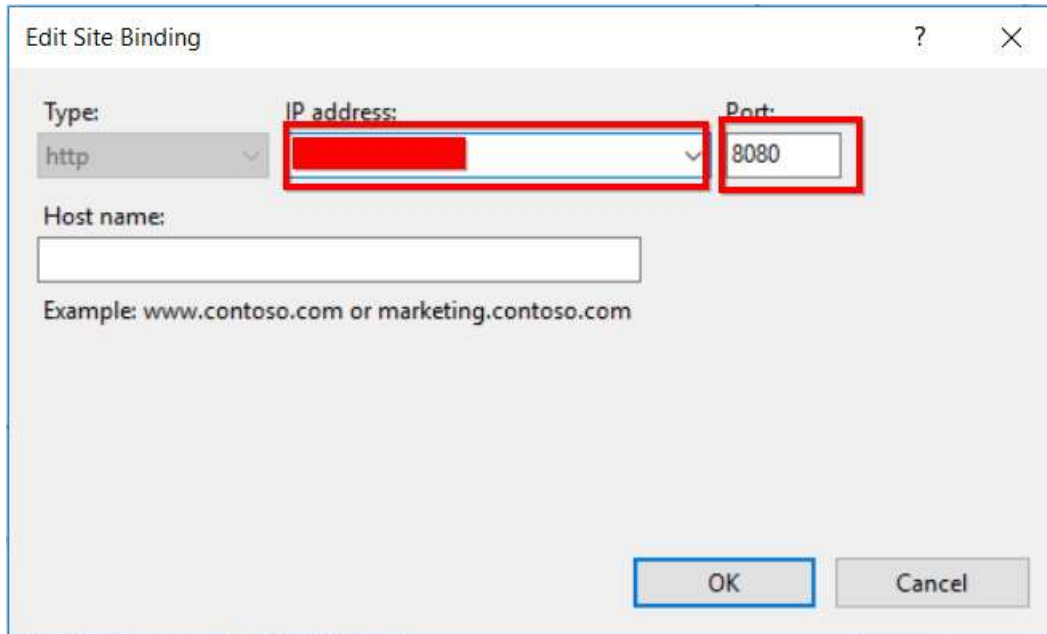 Edit Site Binding ? X
Type: IP address: Port:
http 8080
Host name:
Example: www.contoso.com or marketing.contoso.com
OK Cancel